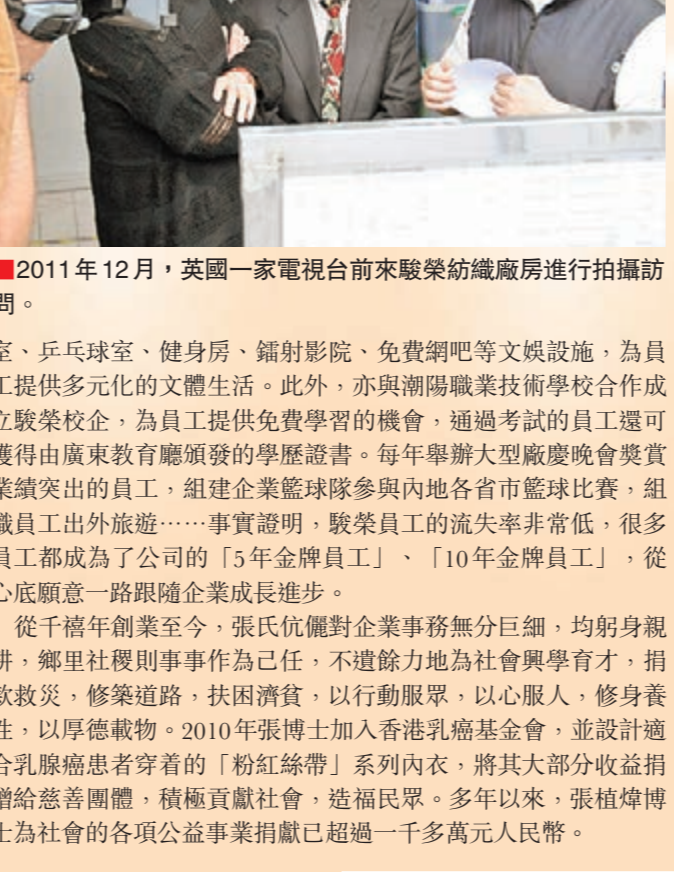 ■2011年12月，英國一家電視台前來駿榮紡織廠房進行拍攝訪
問。
室、乒乓球室、健身房、鐳射影院、免費網吧等文娛設施，為員
工提供多元化的文體生活。此外，亦與潮陽職業技術學校合作成
立駿榮校企，為員工提供免費學習的機會，通過考試的員工還可
獲得由廣東教育廳頒發的學歷證書。每年舉辦大型廠慶晚會獎賞
業績突出的員工，組建企業籃球隊參與內地各省市籃球比賽，組
織員工出外旅遊……事實證明，駿榮員工的流失率非常低，很多
員工都成為了公司的「5年金牌員工」、「10年金牌員工」，從
心底願意一路跟隨企業成長進步。
從千禧年創業至今，張氏伉儷對企業事務無分巨細，均躬身親
耕，鄉里社稷則事事作為己任，不遺餘力地為社會興學育才，捐
款救災，修築道路，扶困濟貧，以行動服眾，以心服人，修身養
性，以厚德載物。2010年張博士加入香港乳癌基金會，並設計適
合乳腺癌患者穿着的「粉紅絲帶」系列內衣，將其大部分收益捐
贈給慈善團體，積極貢獻社會，造福民眾。多年以來，張植煒博
士為社會的各項公益事業捐獻已超過一千多萬元人民幣。